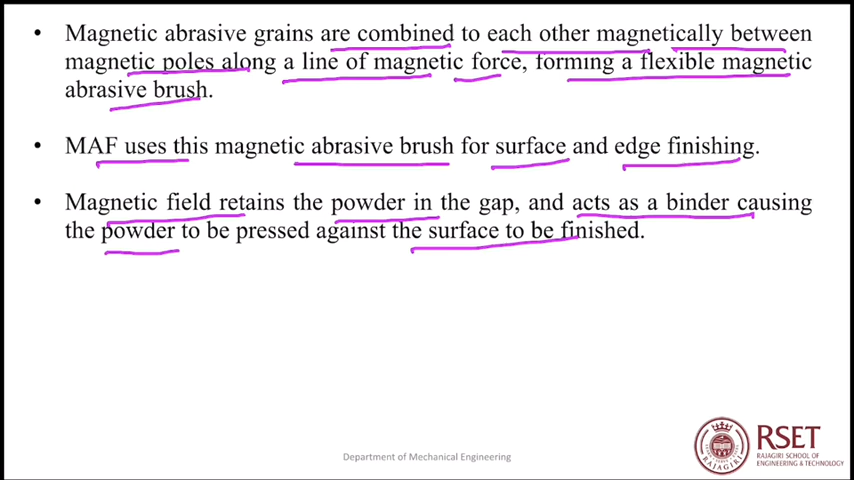 • Magnetic abrasive grains are combined to each other magnetically between
magnetic poles along a line of magnetic force, forming a flexible magnetic
abrasive brush.
• MAF uses this magnetic abrasive brush for surface and edge finishing.
• Magnetic field retains the powder in the gap, and acts as a binder causing
the powder to be pressed against the surface to be finished.
Department of Mechanical Engineering
RAJAGIRI
RSET
RAJAGIRI SCHOOL OF
ENGINEERING & TECHNOLOGY